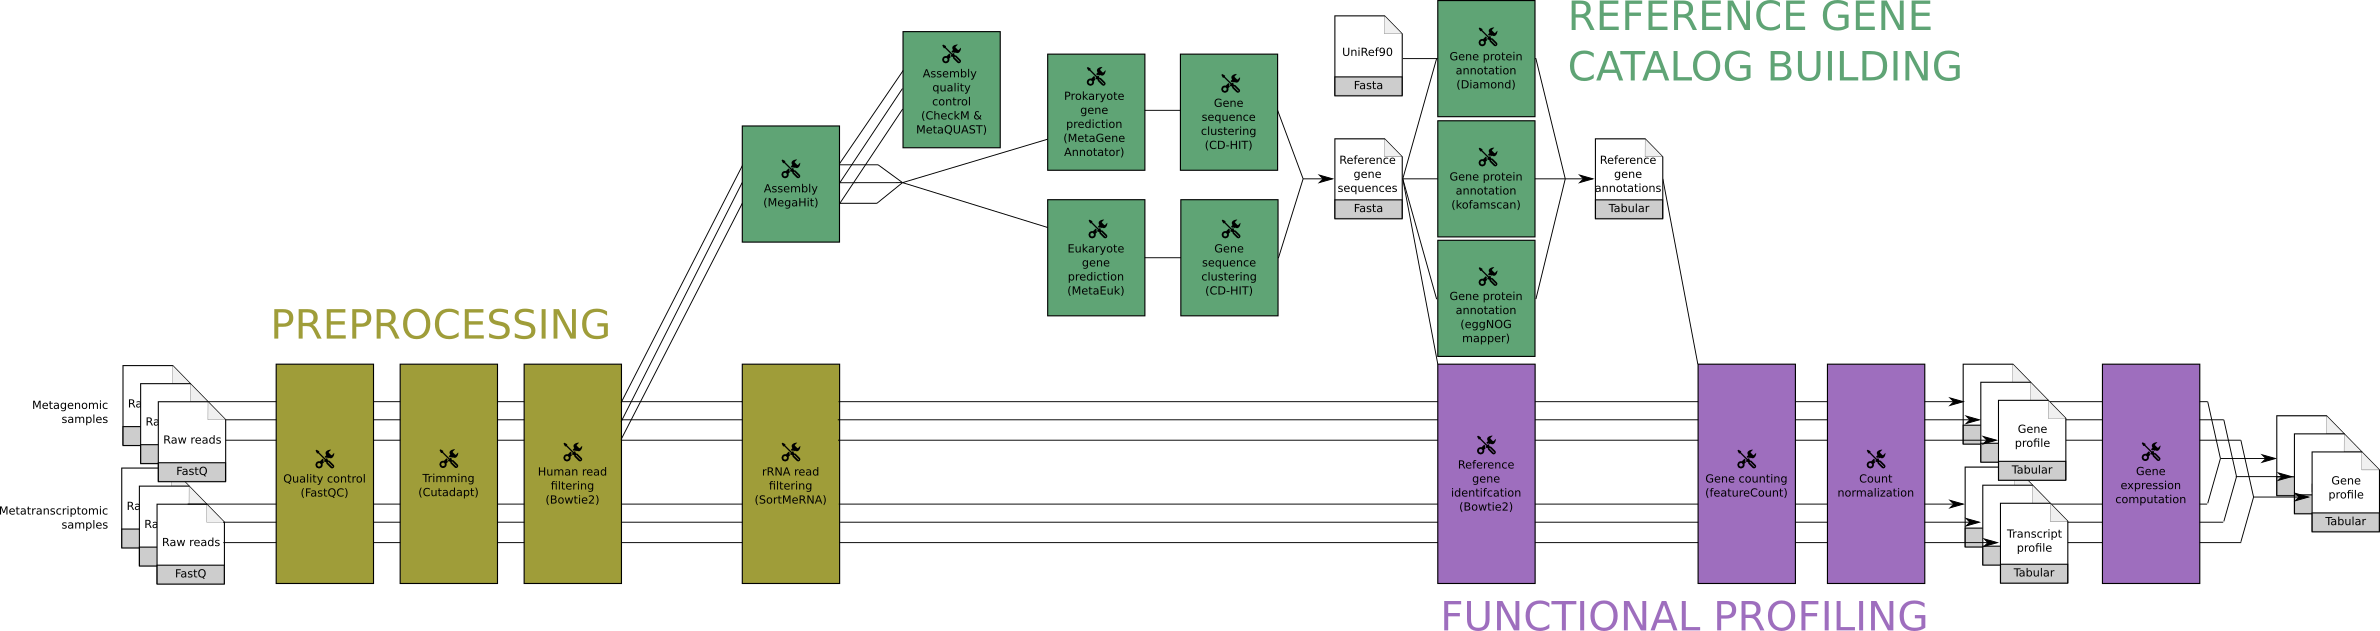 REFERENCE GENE
CATALOG BUILDING
UniRef90
Fasta
Gene protein
annotation
(Diamond)
Assembly
quality
control
(CheckM &
MetaQUAST)
Prokaryote
gene
prediction
(MetaGene
Annotator)
Gene
sequence
clustering
(CD-HIT)
Assembly
(MegaHit)
Reference
gene
sequences
Fasta
Gene protein
annotation
(kofamscan)
Reference
gene
annotations
Tabular
Eukaryote
gene
prediction
(MetaEuk)
Gene
sequence
clustering
(CD-HIT)
Gene protein
annotation
(eggNOG
mapper)
PREPROCESSING
Metagenomic
samples
Ra
Ra
Raw reads
FastQ
Metatranscriptomic
samples
Ra
Ra
Raw reads
FastQ
Quality control
(FastQC)
Trimming
(Cutadapt)
Human read
filtering
(Bowtie2)
rRNA read
filtering
(SortMeRNA)
Reference
gene
identifcation
(Bowtie2)
Gene counting
(featureCount)
Count
normalization
Gene
profile
Tabular
Transcript
profile
Tabular
Gene
expression
computation
Gene
profile
Tabular
FUNCTIONAL PROFILING